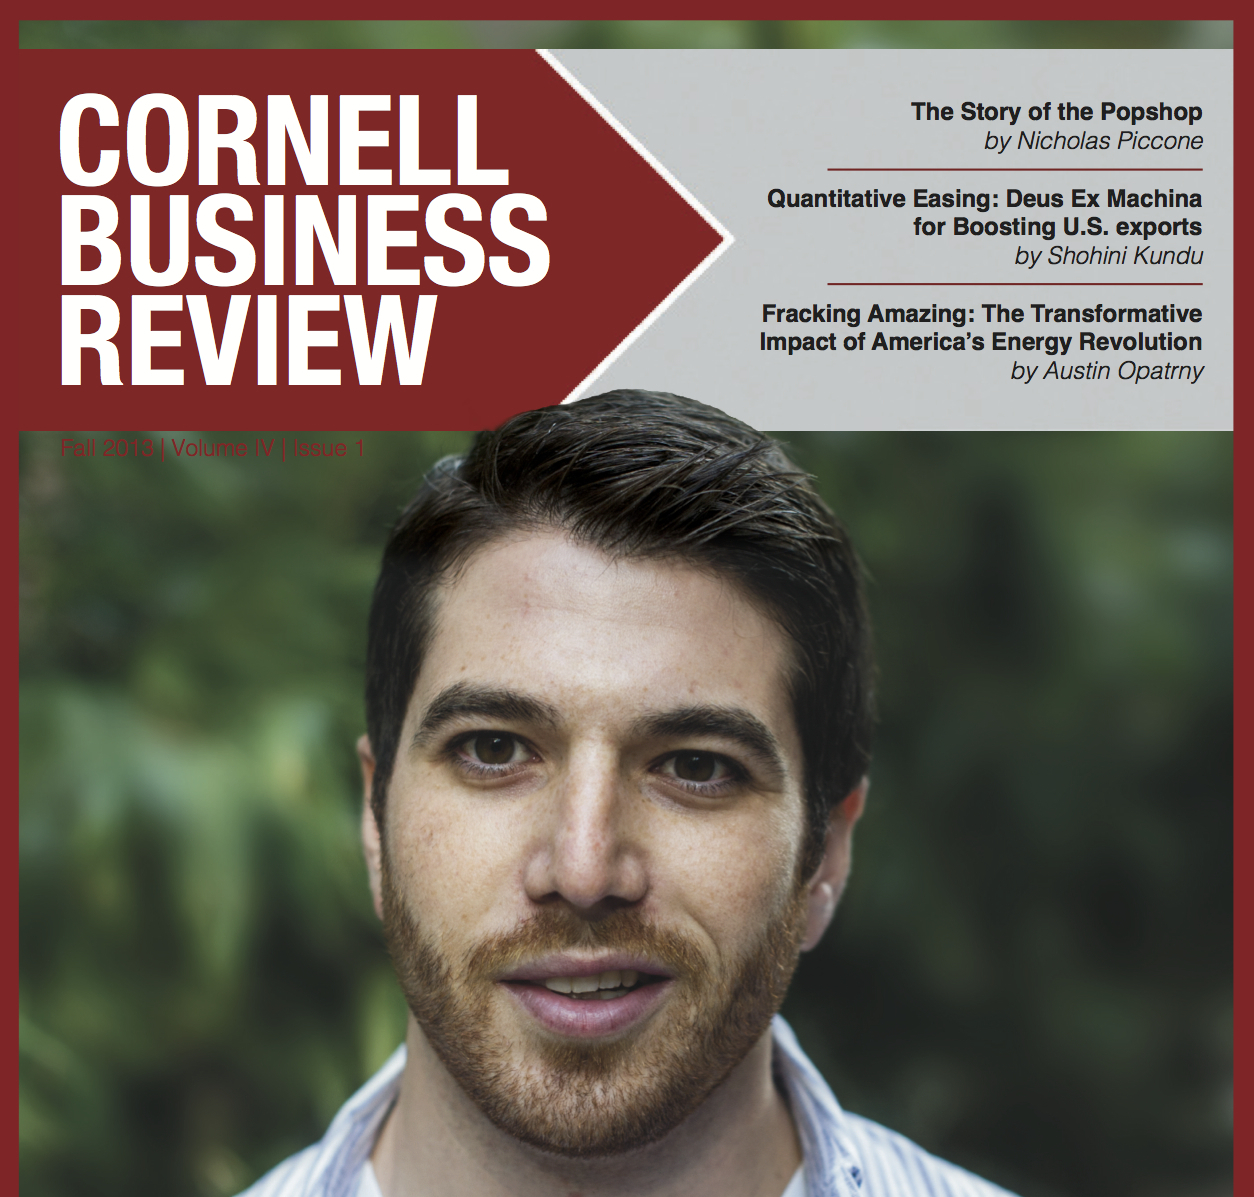 CORNELL
BUSINESS
REVIEW
Fall 2013 | Volume IV | Issue 1
The Story of the Popshop
by Nicholas Piccone
Quantitative Easing: Deus Ex Machina
for Boosting U.S. exports
by Shohini Kundu
Fracking Amazing: The Transformative
Impact of America’s Energy Revolution
by Austin Opatrny